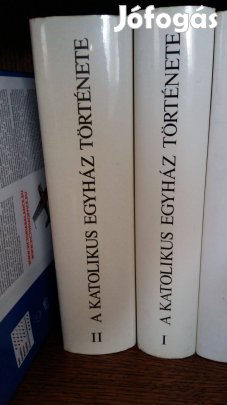 Jófogás
A KATOLIKUS EGYHÁZ TÖRTÉNETE
II
A KATOLIKUS EGYHÁZ TÖRTÉNETE
I